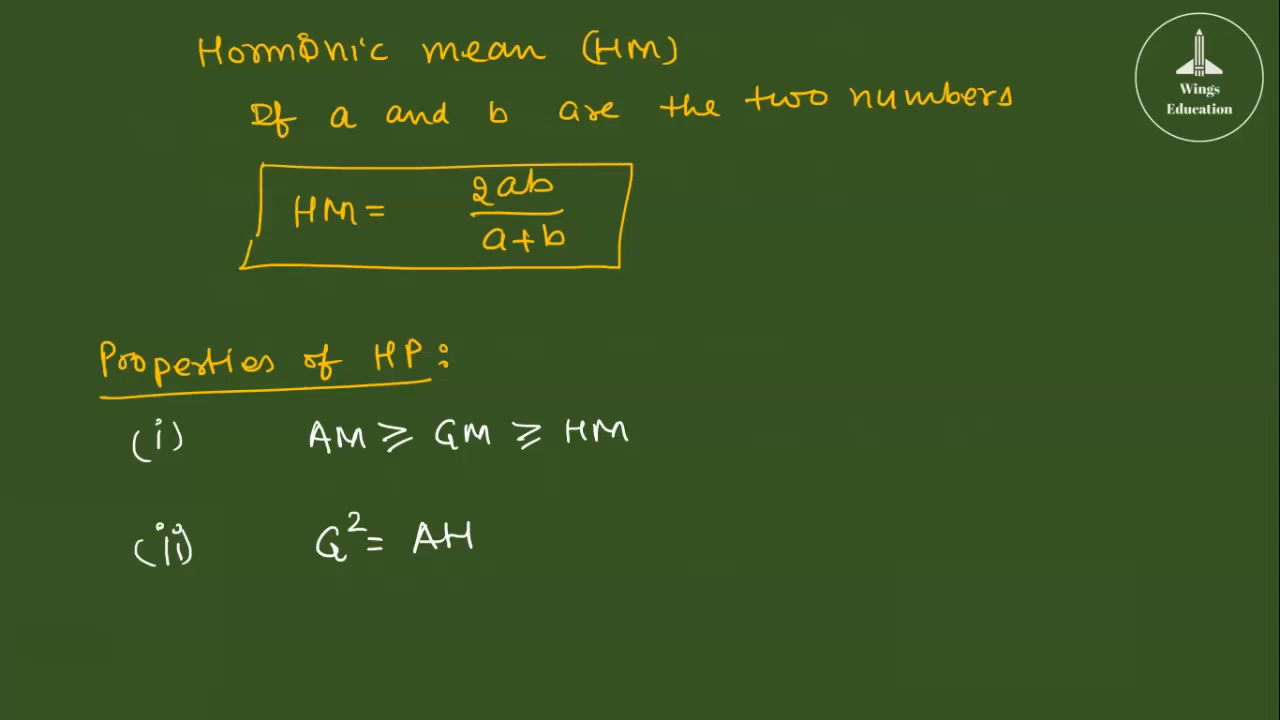 Hormonic mean (HM)
Wings
Education
If a and b are the two numbers
HM = 2ab
a+b
Properties of HP:
(i) AM ⩾ GM ⩾ HM
(ii) G² = AH